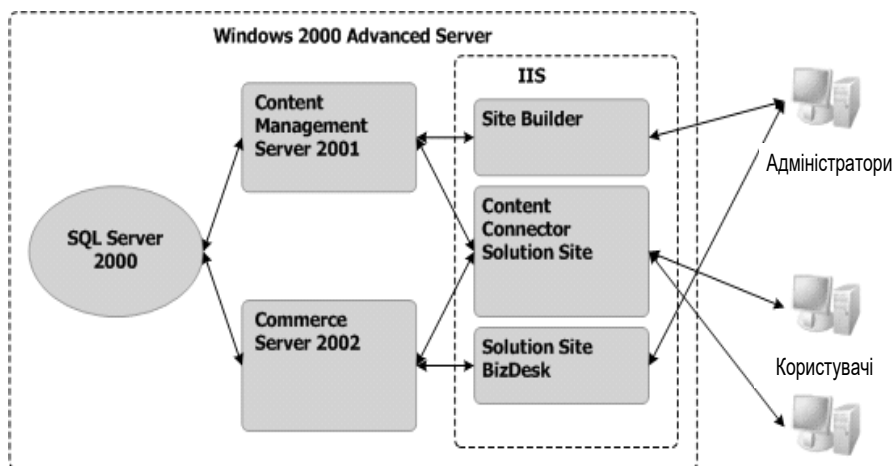 Windows 2000 Advanced Server
IIS
Content
Management
Server 2001
Site Builder
Адміністратори
SQL Server
2000
Content
Connector
Solution Site
Commerce
Server 2002
Solution Site
BizDesk
Користувачі